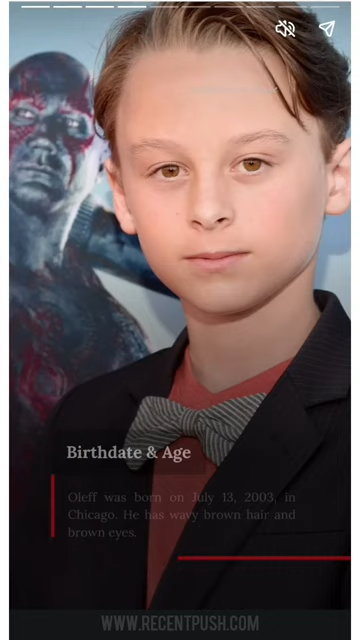 Birthdate & Age
Oleff was born on July 13, 2003, in
Chicago. He has wavy brown hair and
brown eyes.
WWW.RECENTPUSH.COM